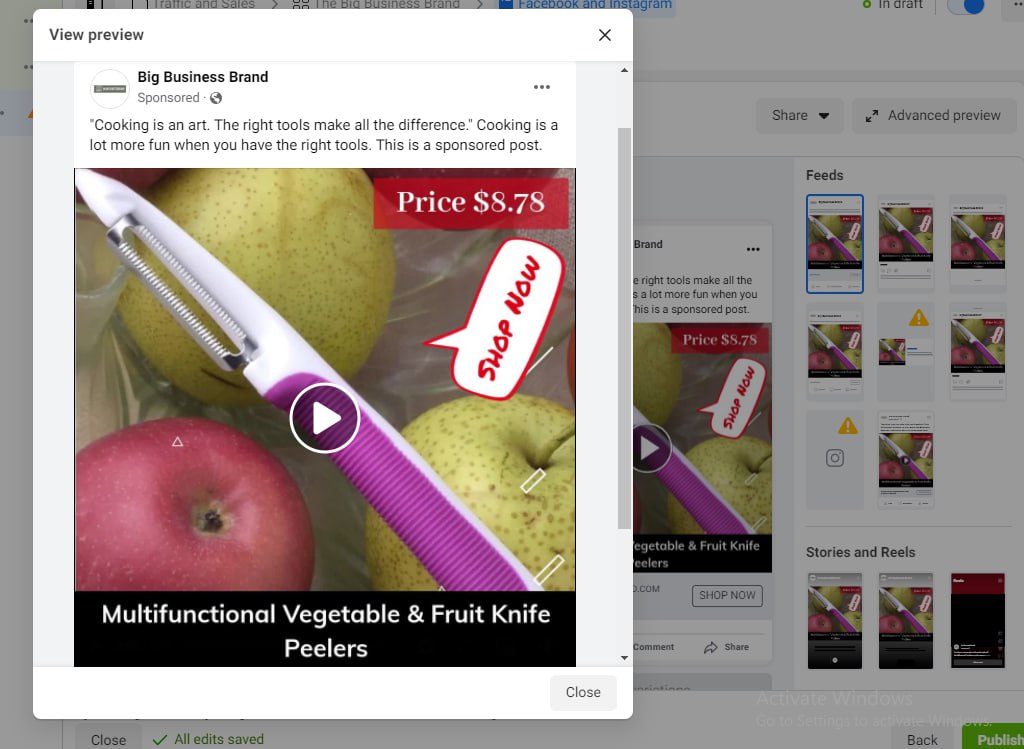 Traffic and Sales
The Big Business Brand
Facebook and Instagram
In draft
View preview
Big Business Brand
Sponsored ·
"Cooking is an art. The right tools make all the difference." Cooking is a
lot more fun when you have the right tools. This is a sponsored post.
Price $8.78
SHOP NOW
Multifunctional Vegetable & Fruit Knife
Peelers
Close
Share
Advanced preview
Brand
e right tools make all the
s a lot more fun when you
This is a sponsored post.
Price $8.78
SHOP NOW
Vegetable & Fruit Knife
Peelers
O.COM
SHOP NOW
Comment
Share
variations
Feeds
Stories and Reels
Activate Windows
Go to Settings to activate Windows.
Close
All edits saved
Back
Publish